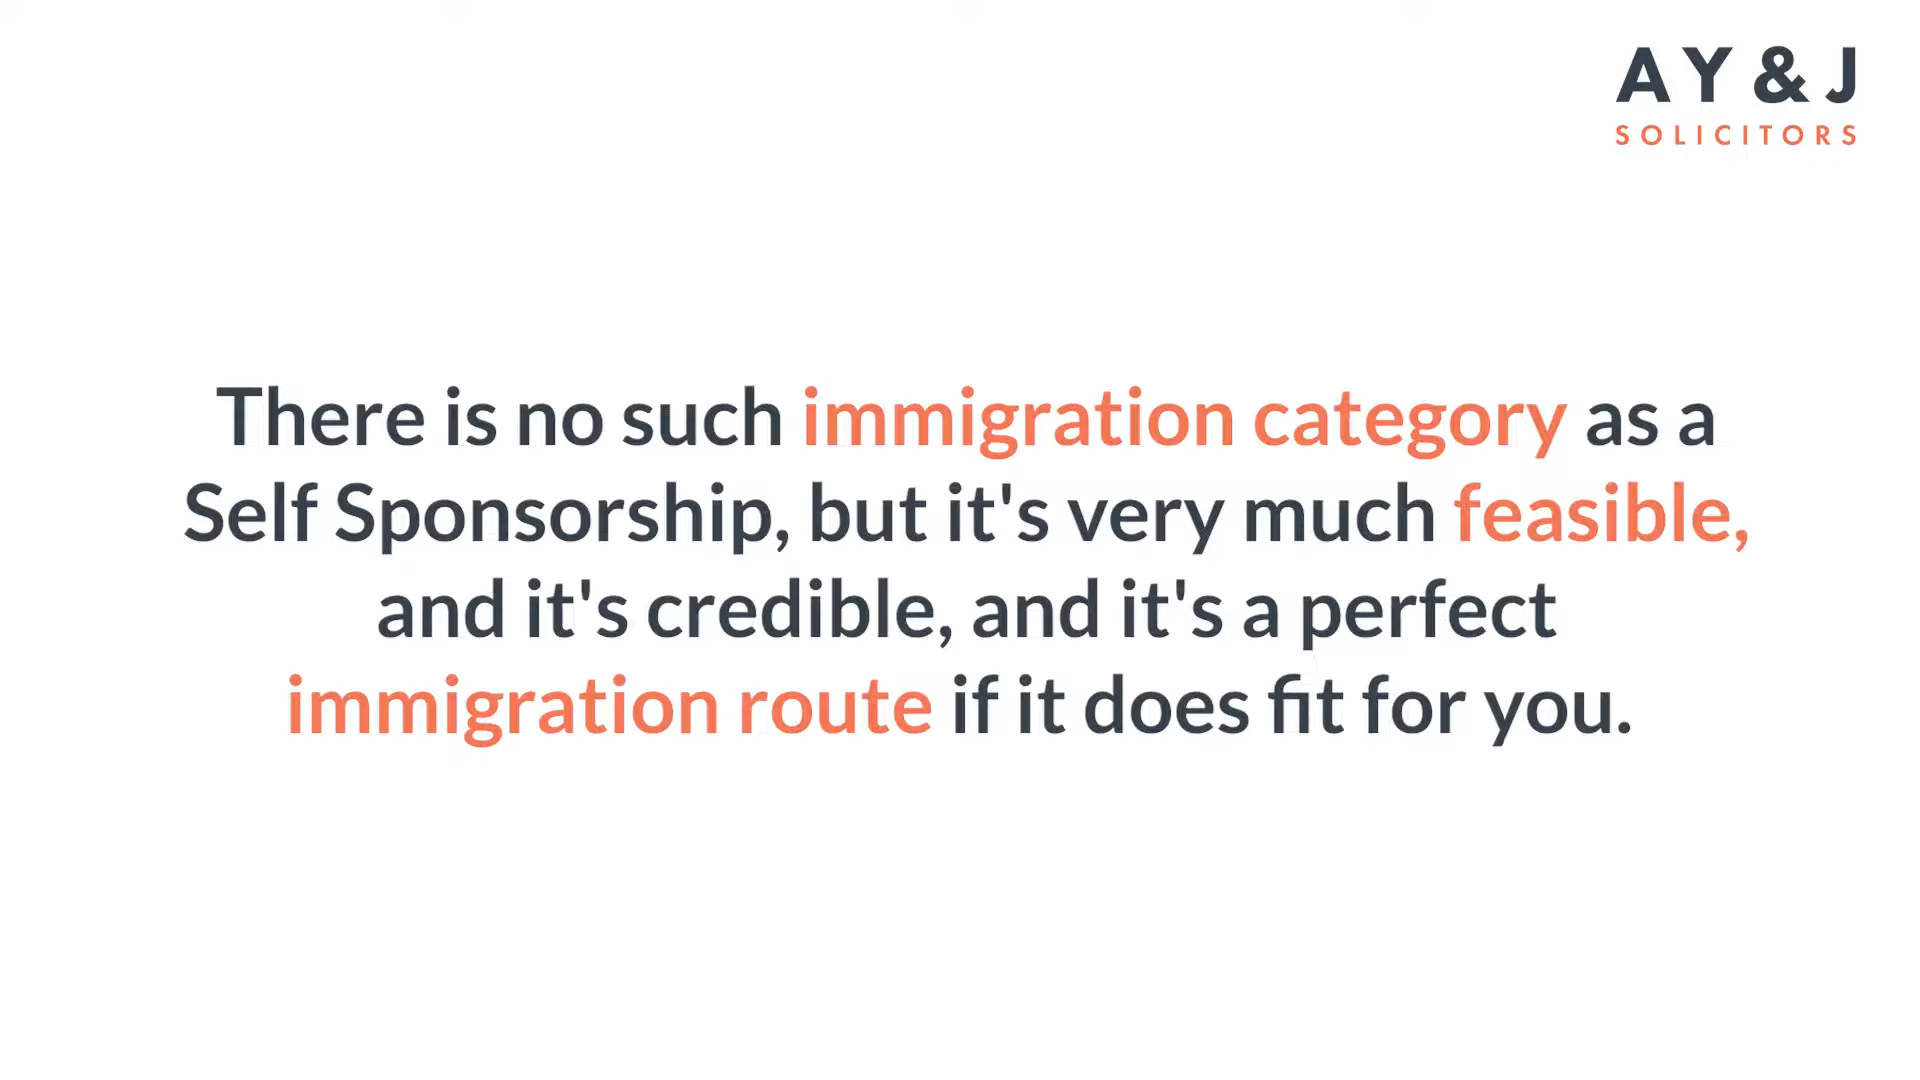 AY&J
SOLICITORS
There is no such immigration category as a
Self Sponsorship, but it's very much feasible,
and it's credible, and it's a perfect
immigration route if it does fit for you.